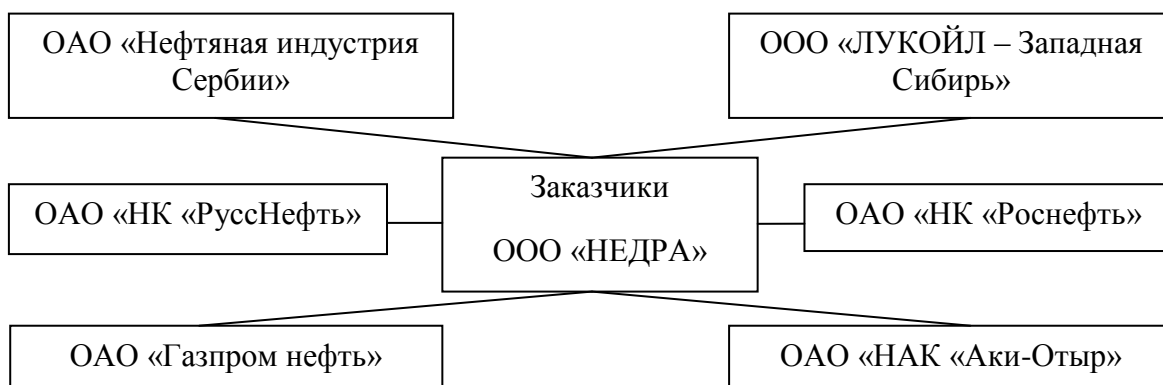 ОАО «Нефтяная индустрия
Сербии»
ООО «ЛУКОЙЛ – Западная
Сибирь»
Заказчики
ООО «НЕДРА»
ОАО «НК «РуссНефть»
ОАО «НК «Роснефть»
ОАО «Газпром нефть»
ОАО «НАК «Аки-Отыр»